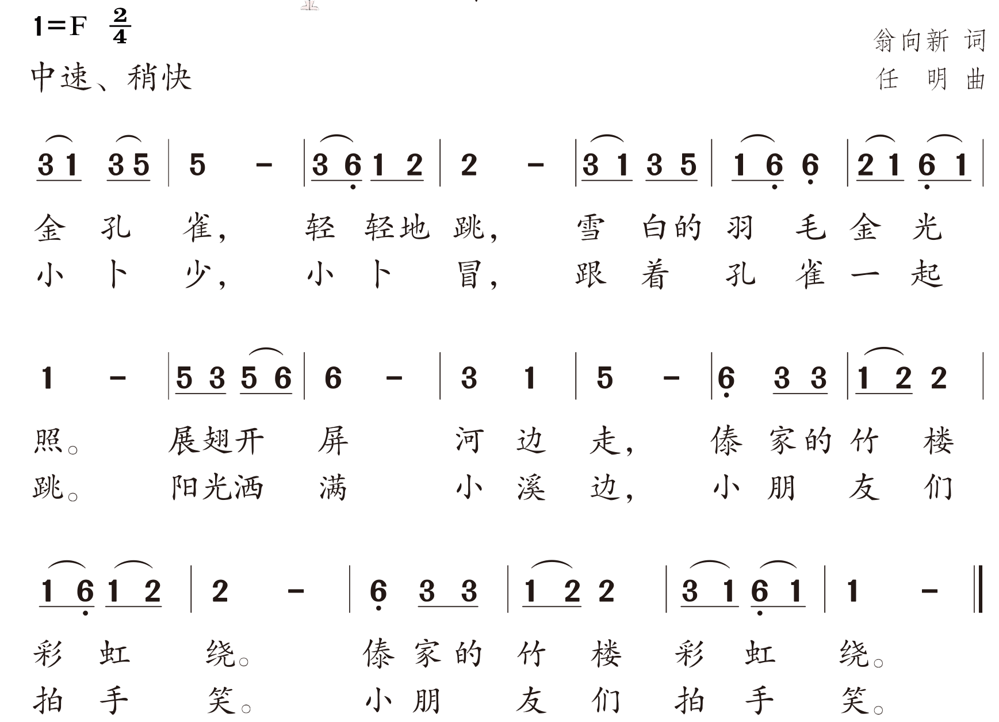 1=F 2/4
翁向新 词
中速、稍快
任 明 曲
3 1 3 5 | 5 - | 3 6̣ 1 2 | 2 - | 3 1 3 5 | 1 6̣ 6̣ | 2 1 6̣ 1 |
金 孔 雀， 轻 轻地 跳， 雪 白的 羽 毛 金 光
小 卜 少， 小 卜 冒， 跟 着 孔 雀 一 起
1 - | 5 3 5 6 | 6 - | 3 1 | 5 - | 6̣ 3 3 | 1 2 2 |
照。 展翅开 屏 河 边 走， 傣 家的 竹 楼
跳。 阳光洒 满 小 溪 边， 小 朋 友 们
1 6̣ 1 2 | 2 - | 6̣ 3 3 | 1 2 2 | 3 1 6̣ 1 | 1 - ‖
彩 虹 绕。 傣 家 的 竹 楼 彩 虹 绕。
拍 手 笑。 小 朋 友 们 拍 手 笑。